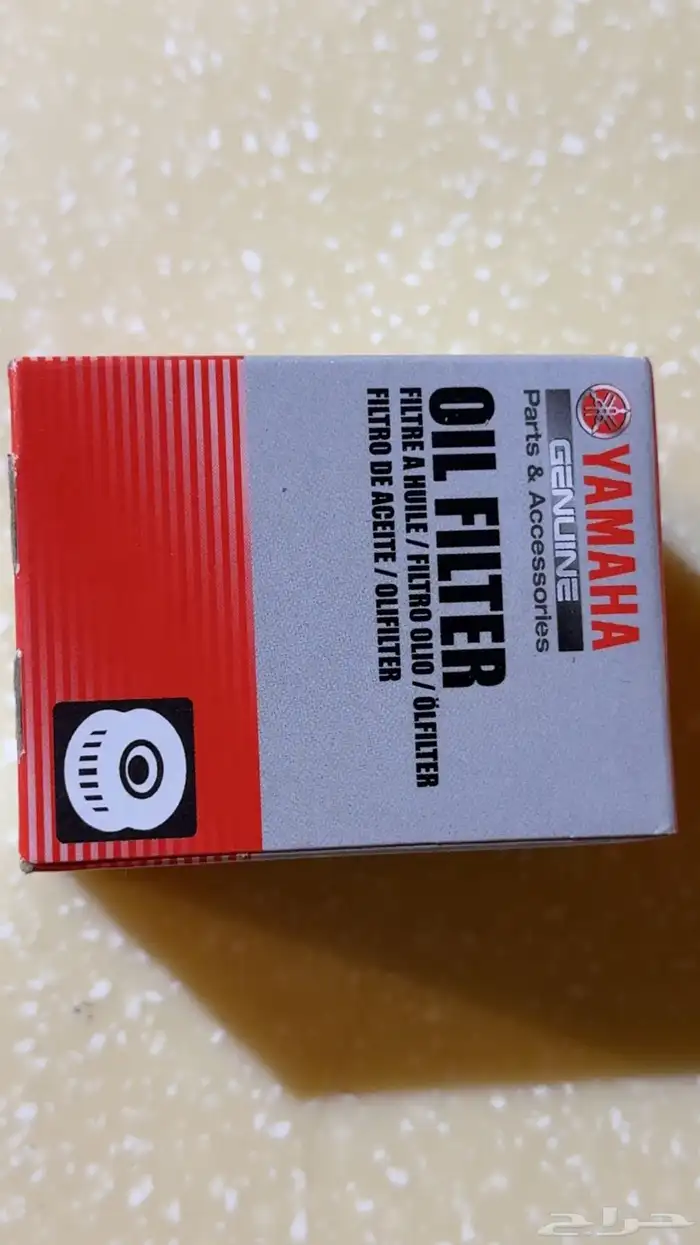 YAMAHA
GENUINE
Parts & Accessories
OIL FILTER
FILTRE A HUILE / FILTRO OLIO / ÖLFILTER
FILTRO DE ACEITE / OLIFILTER
حراج